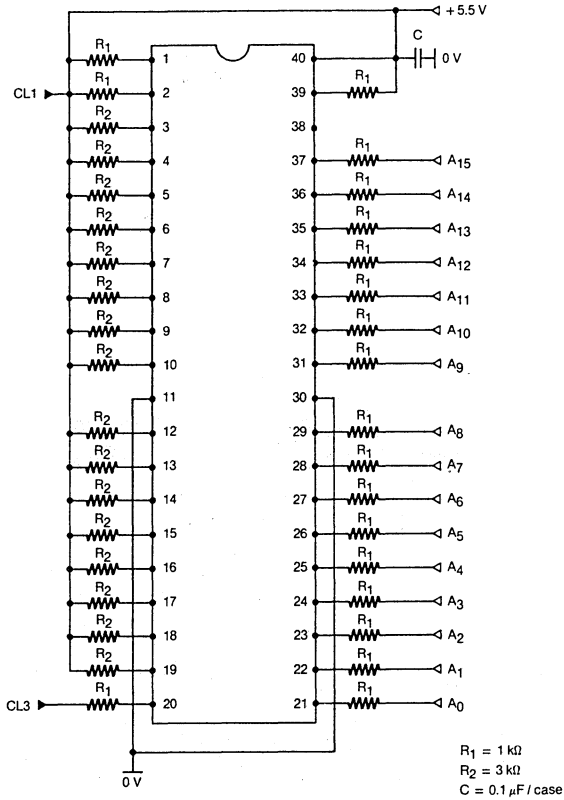 +5.5 V
C
0 V
R1 1
CL1 R1 2
R2 3
R2 4
R2 5
R2 6
R2 7
R2 8
R2 9
R2 10
11
R2 12
R2 13
R2 14
R2 15
R2 16
R2 17
R2 18
R2 19
CL3 R1 20
40
39 R1
38
37 R1 A15
36 R1 A14
35 R1 A13
34 R1 A12
33 R1 A11
32 R1 A10
31 R1 A9
30
29 R1 A8
28 R1 A7
27 R1 A6
26 R1 A5
25 R1 A4
24 R1 A3
23 R1 A2
22 R1 A1
21 R1 A0
0 V
R1 = 1 kΩ
R2 = 3 kΩ
C = 0.1 μF / case